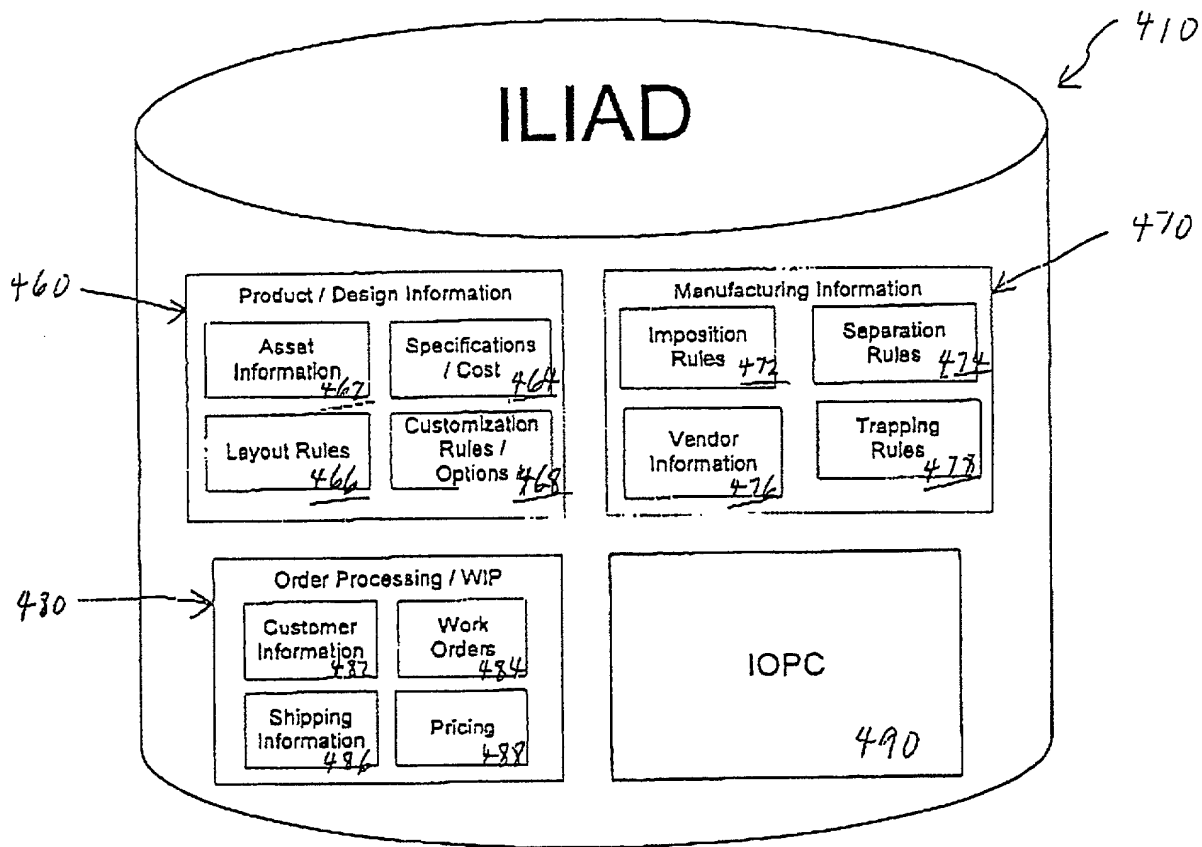 410
ILIAD
470
460
Product / Design Information
Asset
Information
462
Specifications
/ Cost
464
Layout Rules
466
Customization
Rules /
Options
468
Manufacturing Information
Imposition
Rules
472
Separation
Rules
474
Vendor
Information
476
Trapping
Rules
478
480
Order Processing / WIP
Customer
Information
482
Work
Orders
484
Shipping
Information
486
Pricing
488
IOPC
490